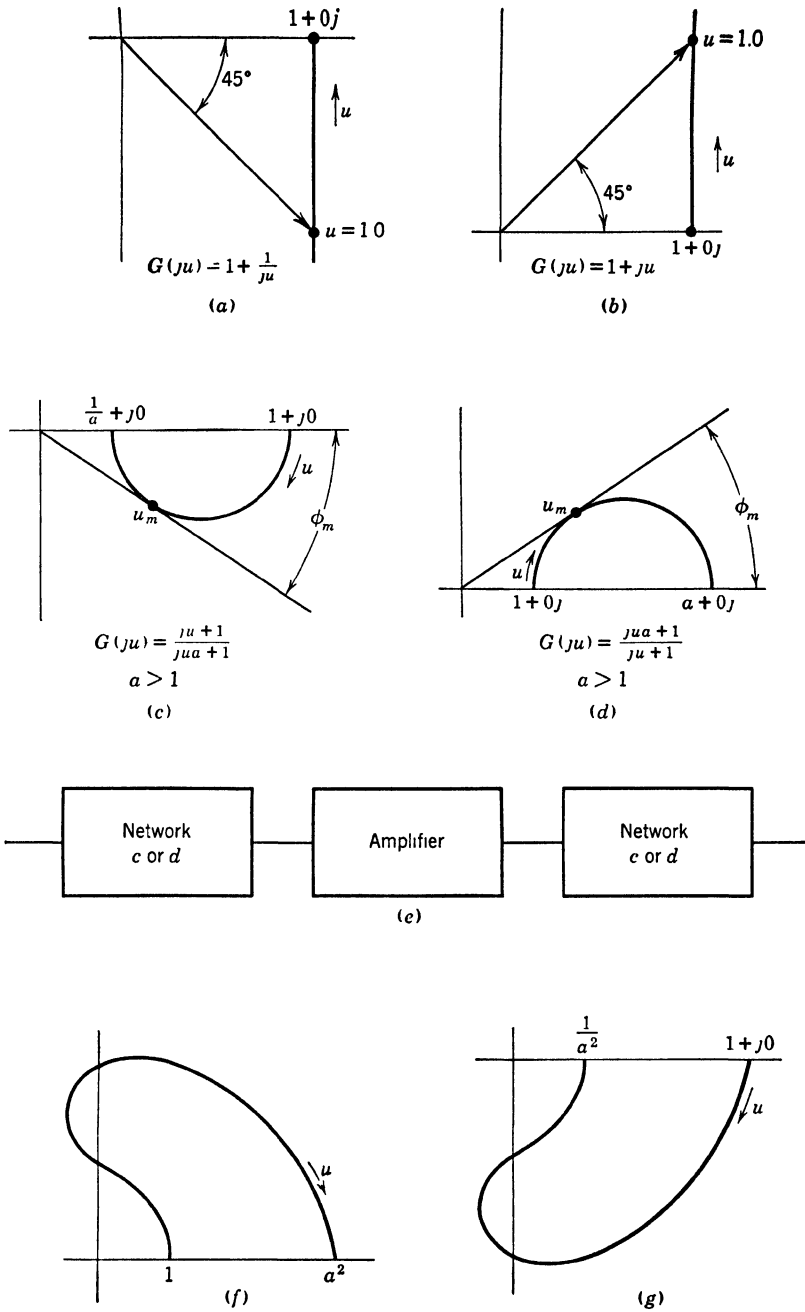 1+0j
45°
u
u = 1 0
G(ju) = 1 + 1/ju
(a)
u = 1.0
u
45°
1+0j
G(ju) = 1 + ju
(b)
1/a + j0
1+j0
u
u_m
ϕ_m
G(ju) = ju + 1/jua + 1
a > 1
(c)
u_m
ϕ_m
u
1+0j
a+0j
G(ju) = jua + 1/ju + 1
a > 1
(d)
Network
c or d
Amplifier
Network
c or d
(e)
u
1
a²
(f)
1/a²
1+j0
u
(g)